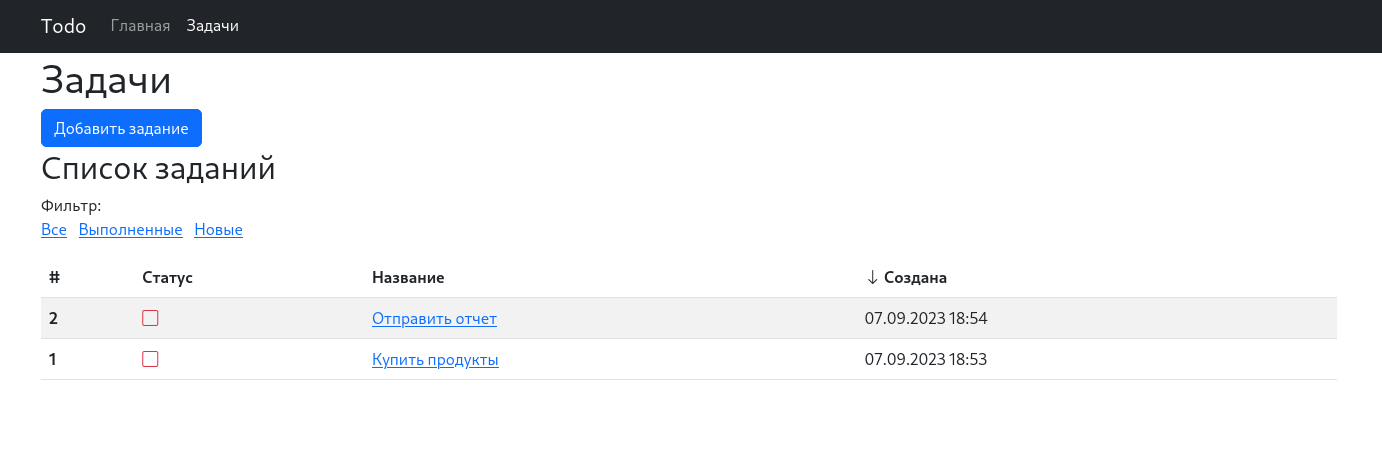 Todo Главная Задачи
Задачи
Добавить задание
Список заданий
Фильтр:
Все Выполненные Новые
# Статус Название ↓ Создана
2 Отправить отчет 07.09.2023 18:54
1 Купить продукты 07.09.2023 18:53